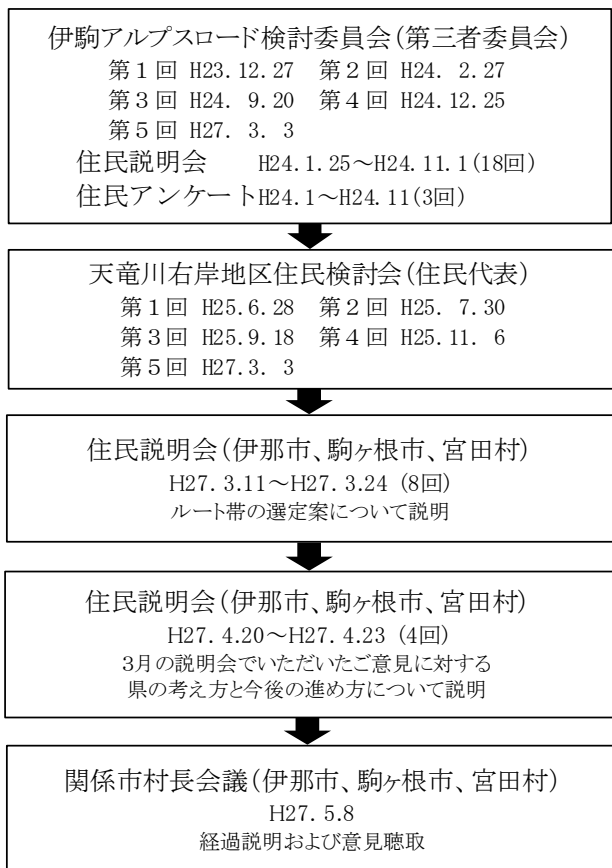 伊駒アルプスロード検討委員会(第三者委員会)
第1回 H23.12.27 第2回 H24. 2.27
第3回 H24. 9.20 第4回 H24.12.25
第5回 H27. 3. 3
住民説明会 H24.1.25～H24.11.1(18回)
住民アンケートH24.1～H24.11(3回)
天竜川右岸地区住民検討会(住民代表)
第1回 H25.6.28 第2回 H25. 7.30
第3回 H25.9.18 第4回 H25.11. 6
第5回 H27.3. 3
住民説明会(伊那市、駒ヶ根市、宮田村)
H27. 3.11～H27. 3.24 (8回)
ルート帯の選定案について説明
住民説明会(伊那市、駒ヶ根市、宮田村)
H27. 4.20～H27. 4.23 (4回)
3月の説明会でいただいたご意見に対する
県の考え方と今後の進め方について説明
関係市村長会議(伊那市、駒ヶ根市、宮田村)
H27.5.8
経過説明および意見聴取